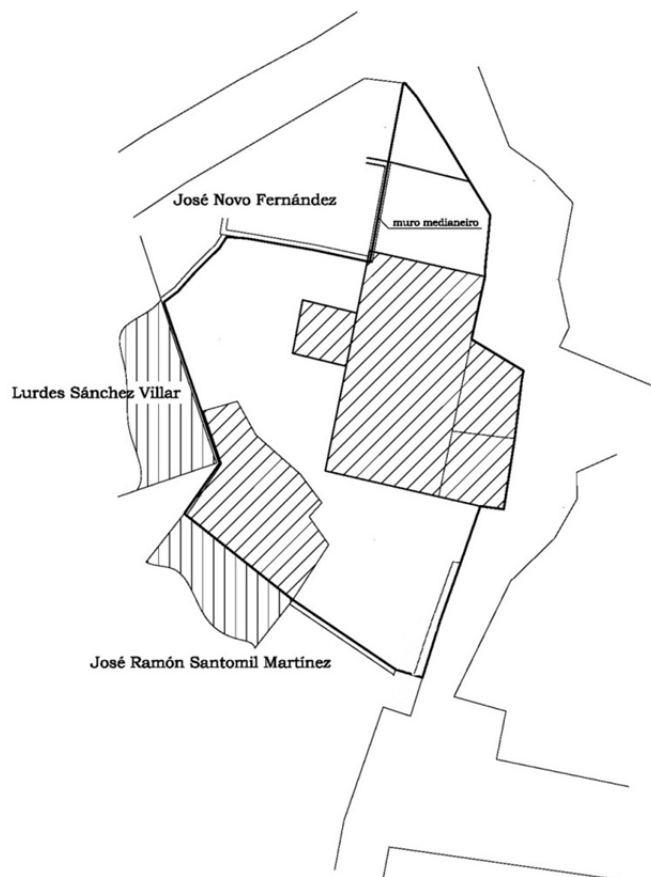 José Novo Fernández
muro medianeiro
Lurdes Sánchez Villar
José Ramón Santomil Martínez